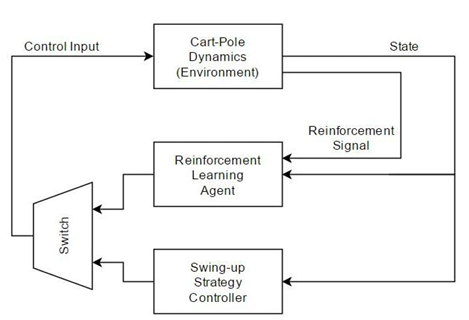 Control Input
Cart-Pole
Dynamics
(Environment)
State
Reinforcement
Signal
Reinforcement
Learning
Agent
Switch
Swing-up
Strategy
Controller